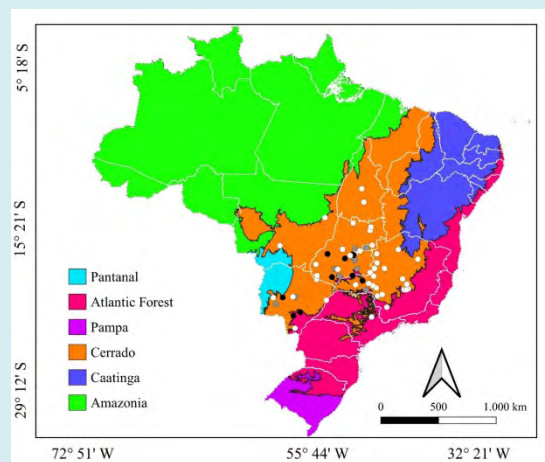 5° 18' S
15° 21' S
29° 12' S
Pantanal
Atlantic Forest
Pampa
Cerrado
Caatinga
Amazonia
0 500 1.000 km
72° 51' W 55° 44' W 32° 21' W